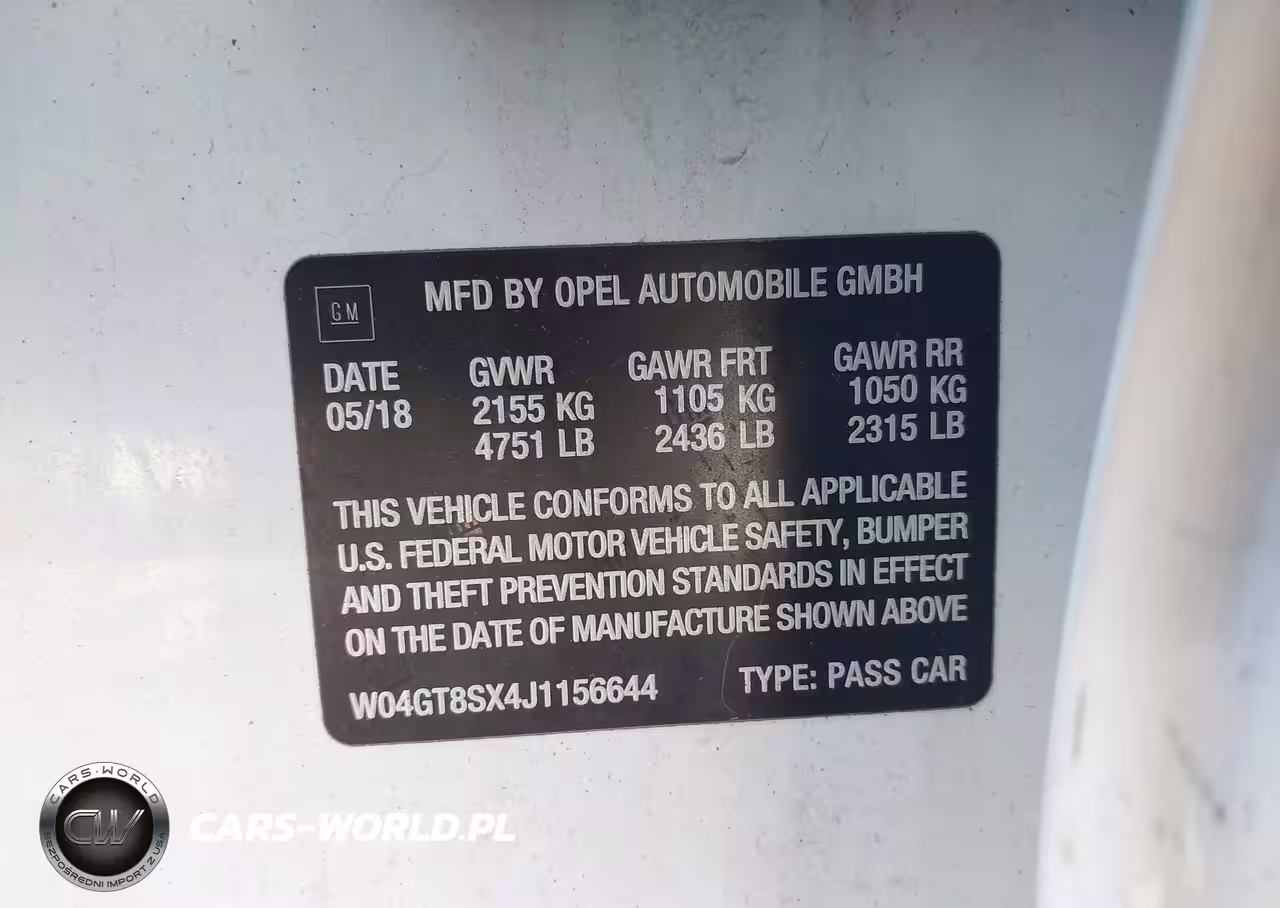 GM
MFD BY OPEL AUTOMOBILE GMBH
DATE GVWR GAWR FRT GAWR RR
05/18 2155 KG 1105 KG 1050 KG
4751 LB 2436 LB 2315 LB
THIS VEHICLE CONFORMS TO ALL APPLICABLE
U.S. FEDERAL MOTOR VEHICLE SAFETY, BUMPER
AND THEFT PREVENTION STANDARDS IN EFFECT
ON THE DATE OF MANUFACTURE SHOWN ABOVE
W04GT8SX4J1156644 TYPE: PASS CAR
CARS-WORLD
CW
BEZPOŚREDNI IMPORT Z USA
CARS-WORLD.PL